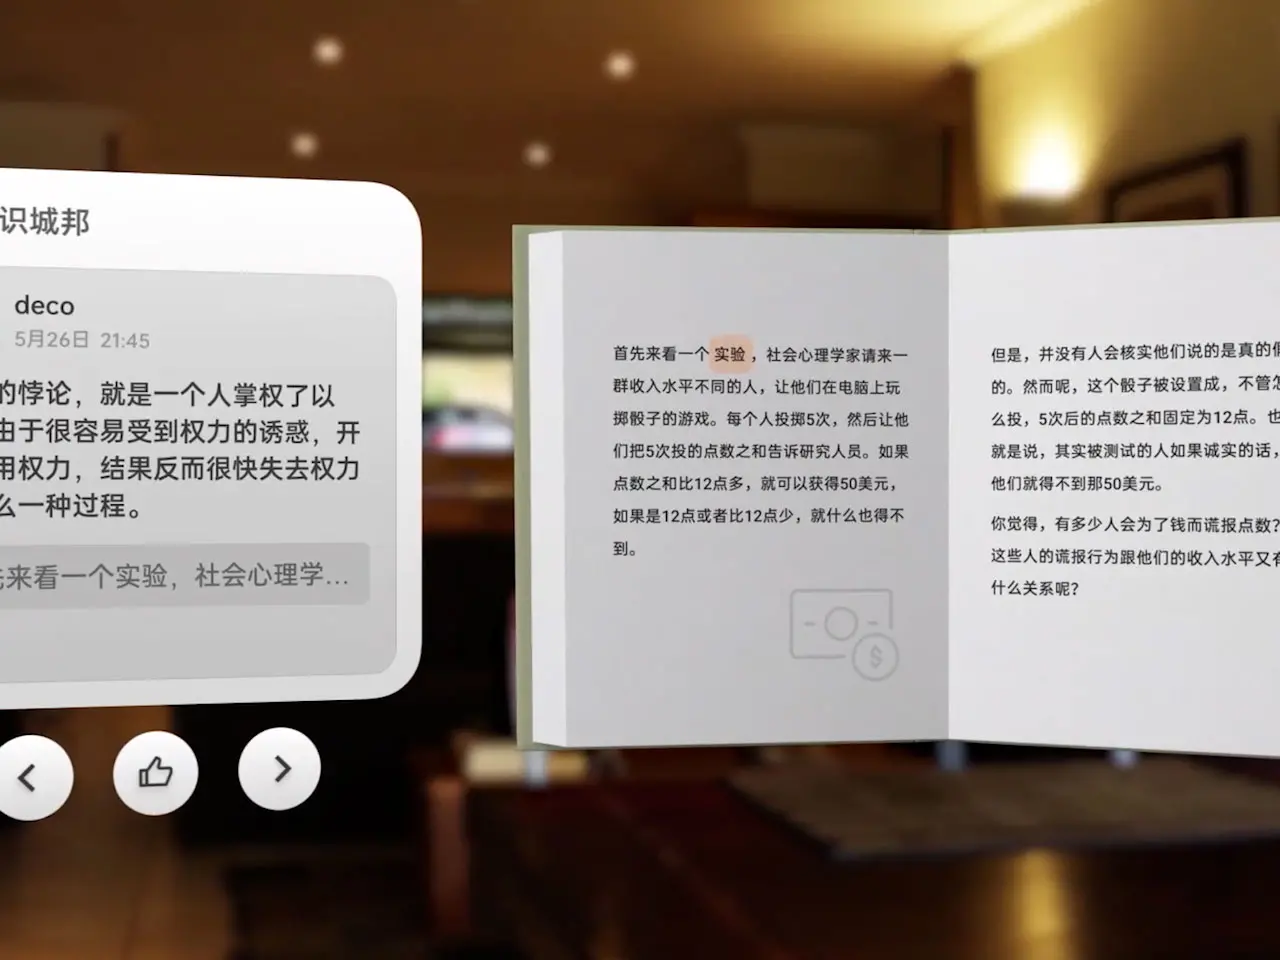 识城邦
deco
5月26日 21:45
的悖论，就是一个人掌权了以
由于很容易受到权力的诱惑，开
用权力，结果反而很快失去权力
么一种过程。
先来看一个实验，社会心理学...
首先来看一个实验，社会心理学家请来一
群收入水平不同的人，让他们在电脑上玩
掷骰子的游戏。每个人投掷5次，然后让他
们把5次投的点数之和告诉研究人员。如果
点数之和比12点多，就可以获得50美元，
如果是12点或者比12点少，就什么也得不
到。
$
但是，并没有人会核实他们说的是真的假
的。然而呢，这个骰子被设置成，不管怎
么投，5次后的点数之和固定为12点。也
就是说，其实被测试的人如果诚实的话，
他们就得不到那50美元。
你觉得，有多少人会为了钱而谎报点数？
这些人的谎报行为跟他们的收入水平又有
什么关系呢？